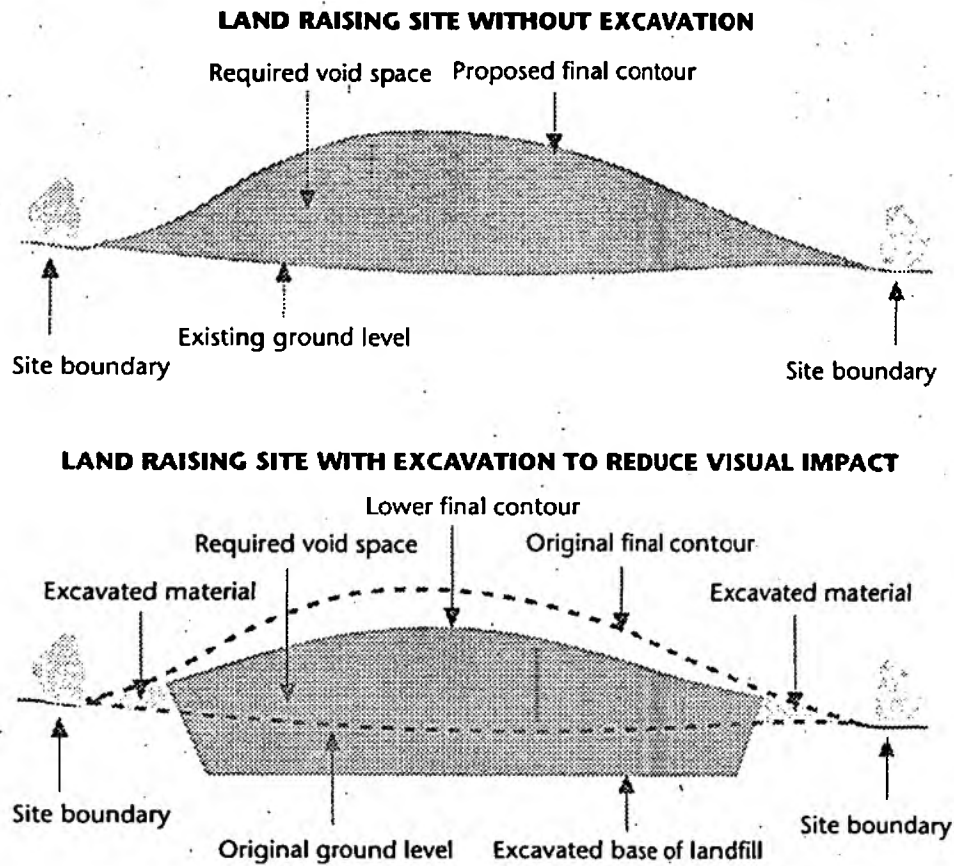 LAND RAISING SITE WITHOUT EXCAVATION
Required void space Proposed final contour
Existing ground level
Site boundary
Site boundary
LAND RAISING SITE WITH EXCAVATION TO REDUCE VISUAL IMPACT
Lower final contour
Required void space Original final contour
Excavated material Excavated material
Site boundary Site boundary
Original ground level Excavated base of landfill